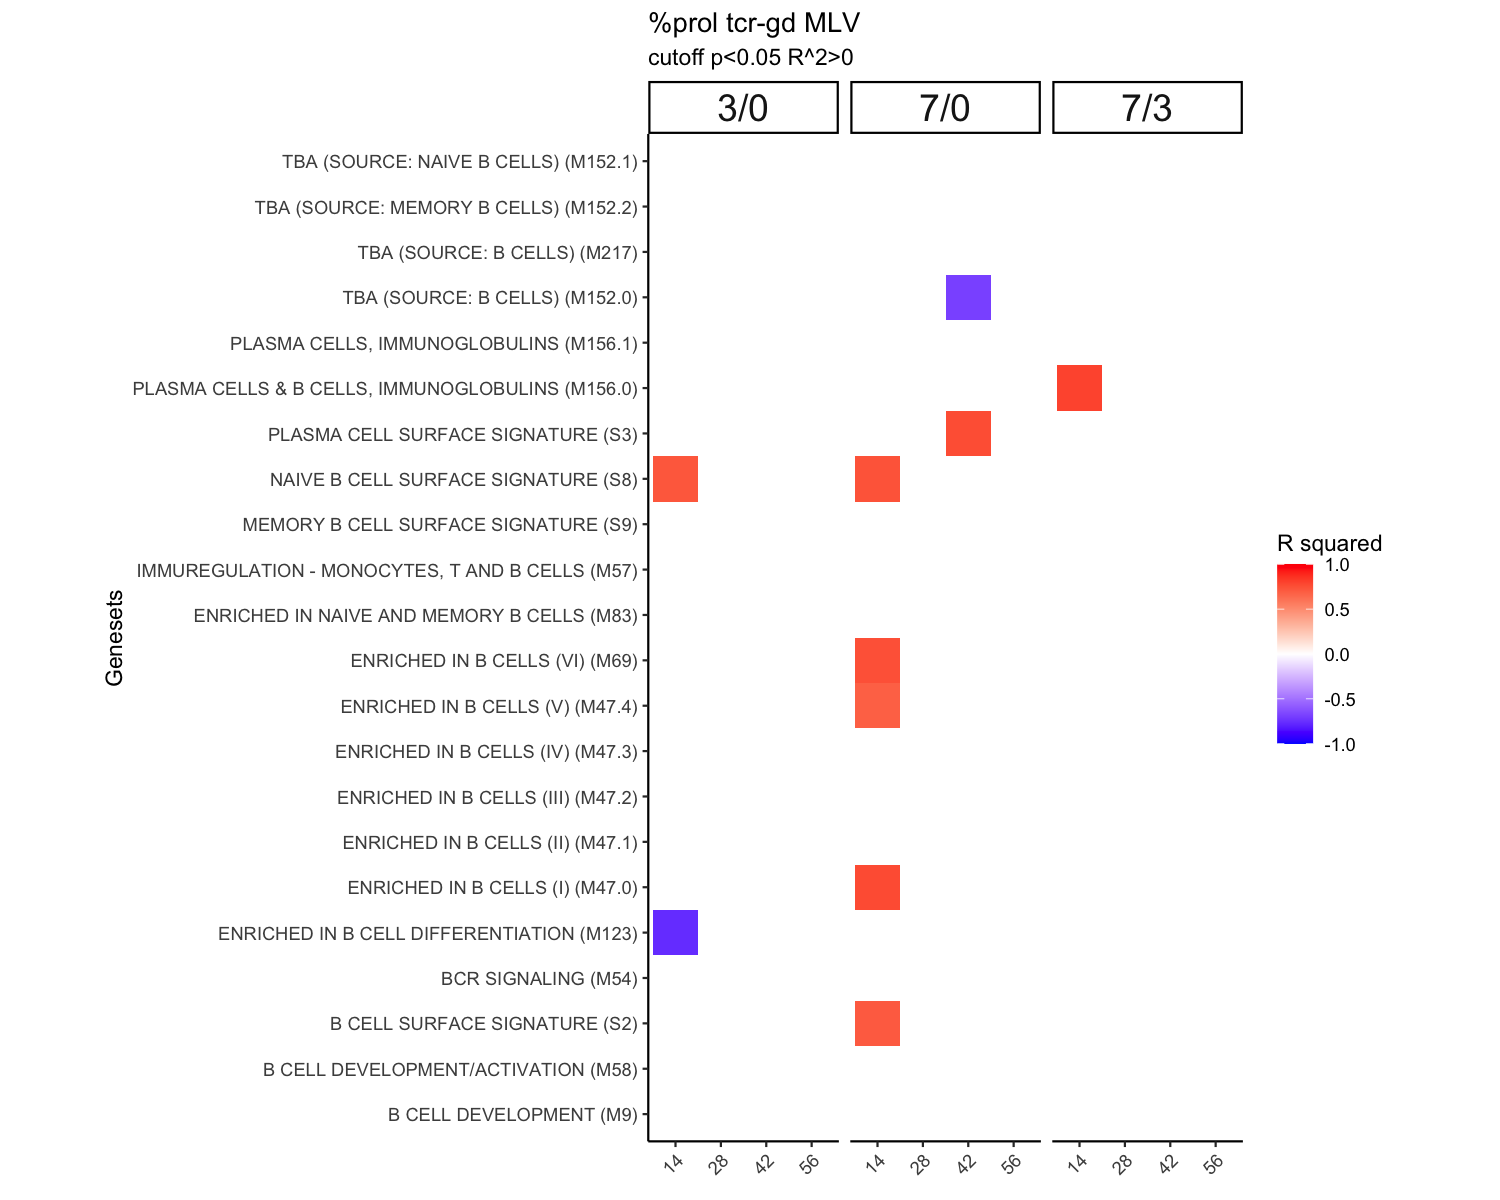 %prol tcr-gd MLV
cutoff p<0.05 R^2>0
3/0 7/0 7/3
TBA (SOURCE: NAIVE B CELLS) (M152.1)
TBA (SOURCE: MEMORY B CELLS) (M152.2)
TBA (SOURCE: B CELLS) (M217)
TBA (SOURCE: B CELLS) (M152.0)
PLASMA CELLS, IMMUNOGLOBULINS (M156.1)
PLASMA CELLS & B CELLS, IMMUNOGLOBULINS (M156.0)
PLASMA CELL SURFACE SIGNATURE (S3)
NAIVE B CELL SURFACE SIGNATURE (S8)
MEMORY B CELL SURFACE SIGNATURE (S9)
IMMUREGULATION - MONOCYTES, T AND B CELLS (M57)
ENRICHED IN NAIVE AND MEMORY B CELLS (M83)
ENRICHED IN B CELLS (VI) (M69)
ENRICHED IN B CELLS (V) (M47.4)
ENRICHED IN B CELLS (IV) (M47.3)
ENRICHED IN B CELLS (III) (M47.2)
ENRICHED IN B CELLS (II) (M47.1)
ENRICHED IN B CELLS (I) (M47.0)
ENRICHED IN B CELL DIFFERENTIATION (M123)
BCR SIGNALING (M54)
B CELL SURFACE SIGNATURE (S2)
B CELL DEVELOPMENT/ACTIVATION (M58)
B CELL DEVELOPMENT (M9)
Genesets
14 28 42 56 14 28 42 56 14 28 42 56
R squared
1.0
0.5
0.0
-0.5
-1.0